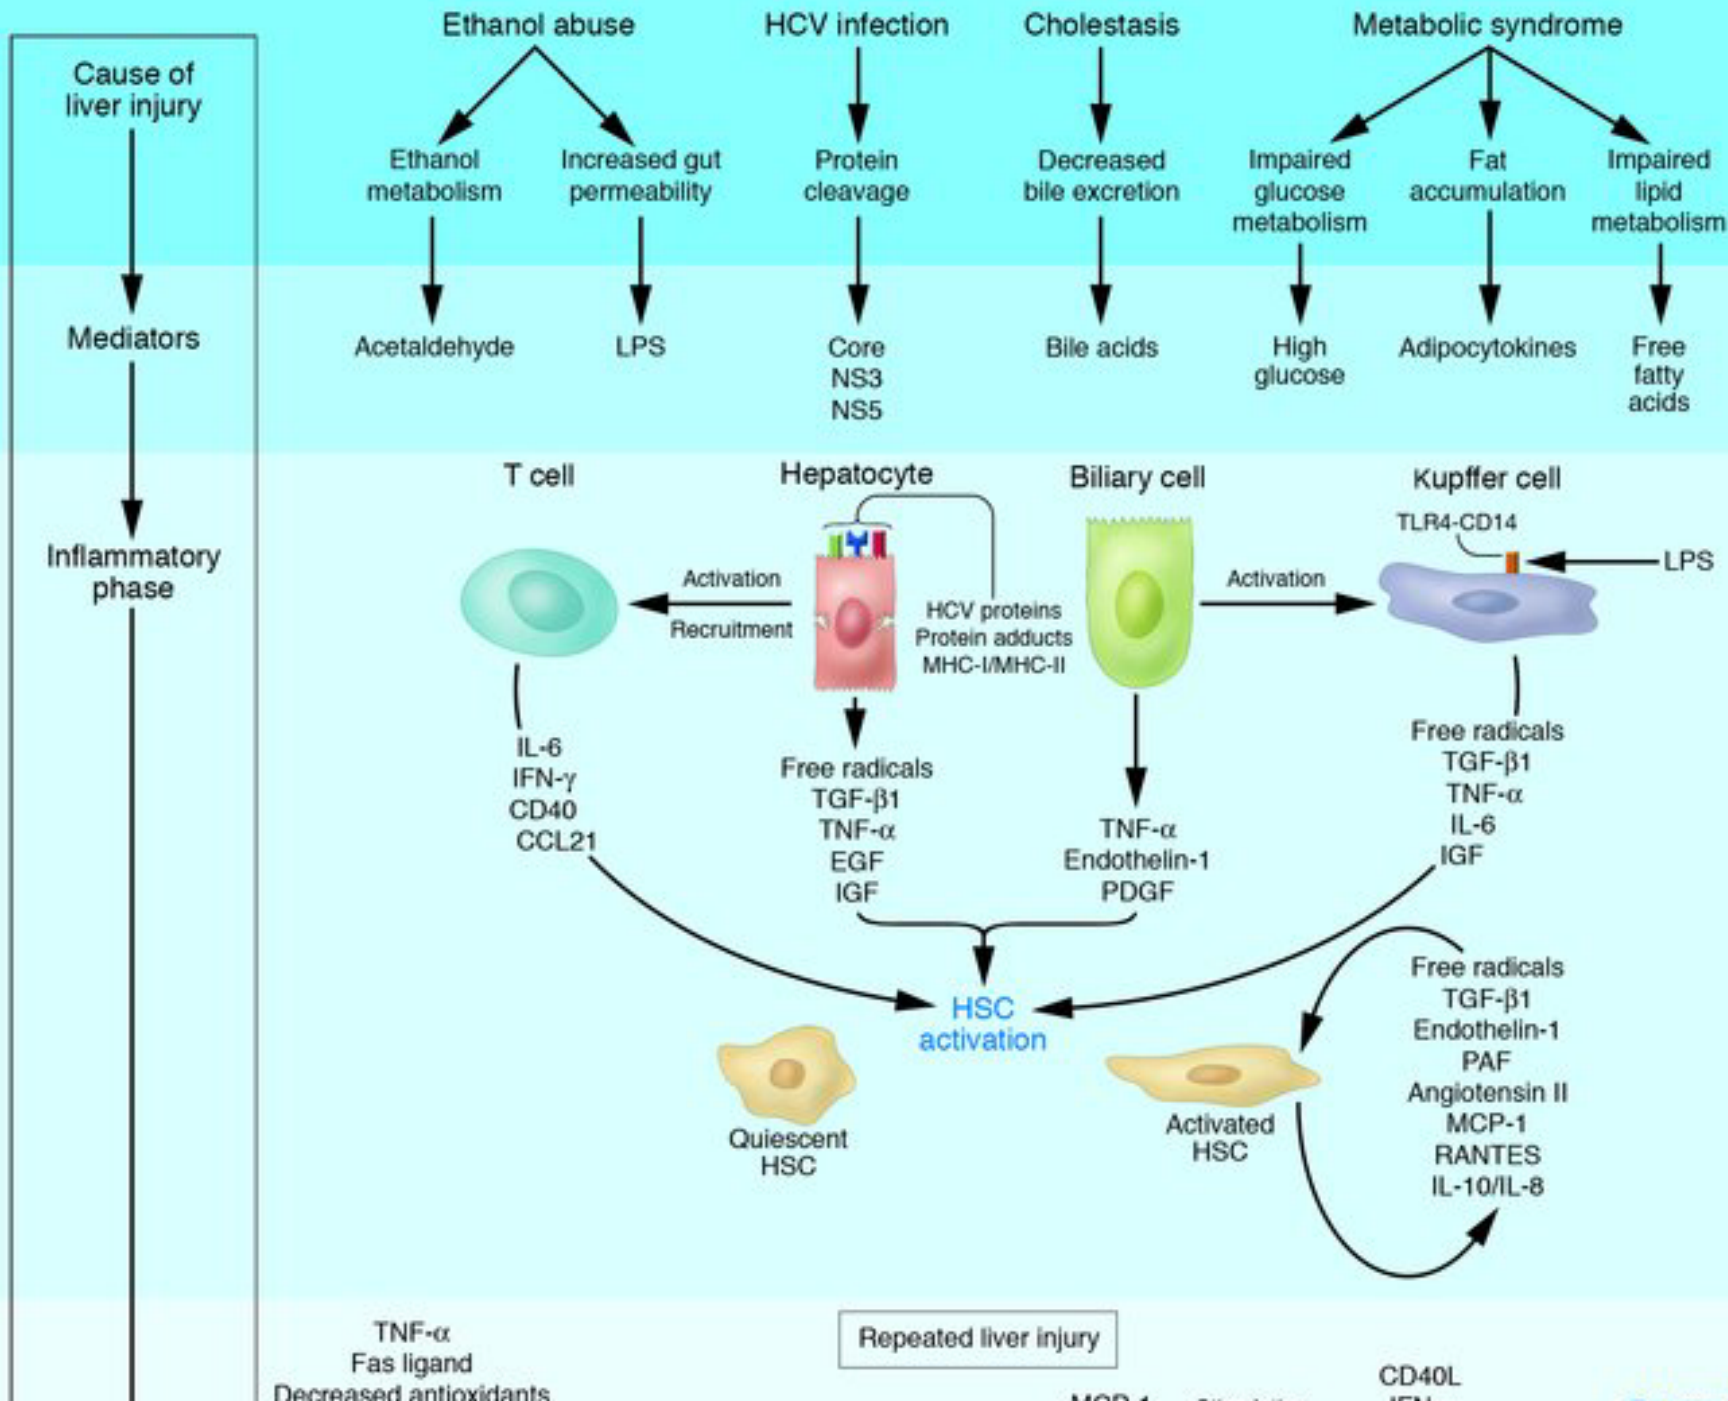 Ethanol abuse
HCV infection
Cholestasis
Metabolic syndrome
Cause of
liver injury
Ethanol
metabolism
Increased gut
permeability
Protein
cleavage
Decreased
bile excretion
Impaired
glucose
metabolism
Fat
accumulation
Impaired
lipid
metabolism
Mediators
Acetaldehyde
LPS
Core
NS3
NS5
Bile acids
High
glucose
Adipocytokines
Free
fatty
acids
Inflammatory
phase
T cell
Hepatocyte
Biliary cell
Kupffer cell
TLR4-CD14
LPS
Activation
Recruitment
HCV proteins
Protein adducts
MHC-I/MHC-II
Activation
IL-6
IFN-γ
CD40
CCL21
Free radicals
TGF-β1
TNF-α
EGF
IGF
TNF-α
Endothelin-1
PDGF
Free radicals
TGF-β1
TNF-α
IL-6
IGF
HSC
activation
Quiescent
HSC
Activated
HSC
Free radicals
TGF-β1
Endothelin-1
PAF
Angiotensin II
MCP-1
RANTES
IL-10/IL-8
TNF-α
Fas ligand
Decreased antioxidants
Repeated liver injury
MCP-1
CD40L